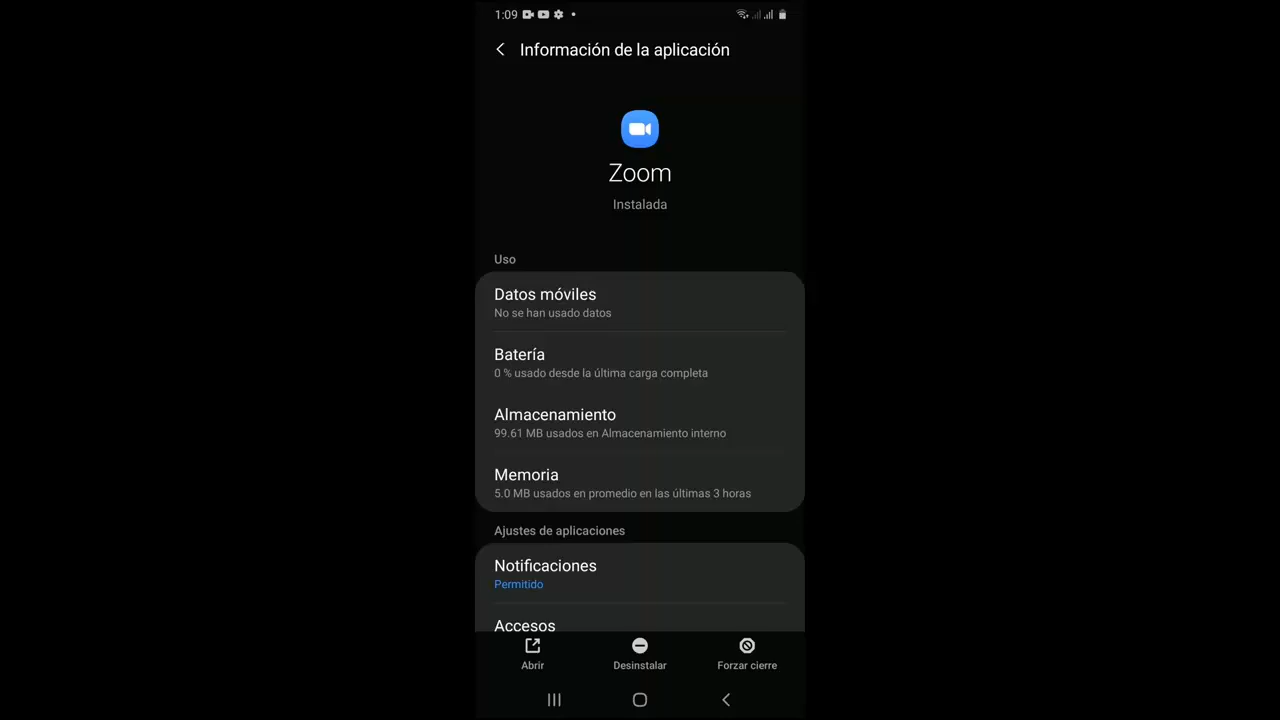 1:09
Información de la aplicación
Zoom
Instalada
Uso
Datos móviles
No se han usado datos
Batería
0 % usado desde la última carga completa
Almacenamiento
99.61 MB usados en Almacenamiento interno
Memoria
5.0 MB usados en promedio en las últimas 3 horas
Ajustes de aplicaciones
Notificaciones
Permitido
Accesos
Abrir
Desinstalar
Forzar cierre